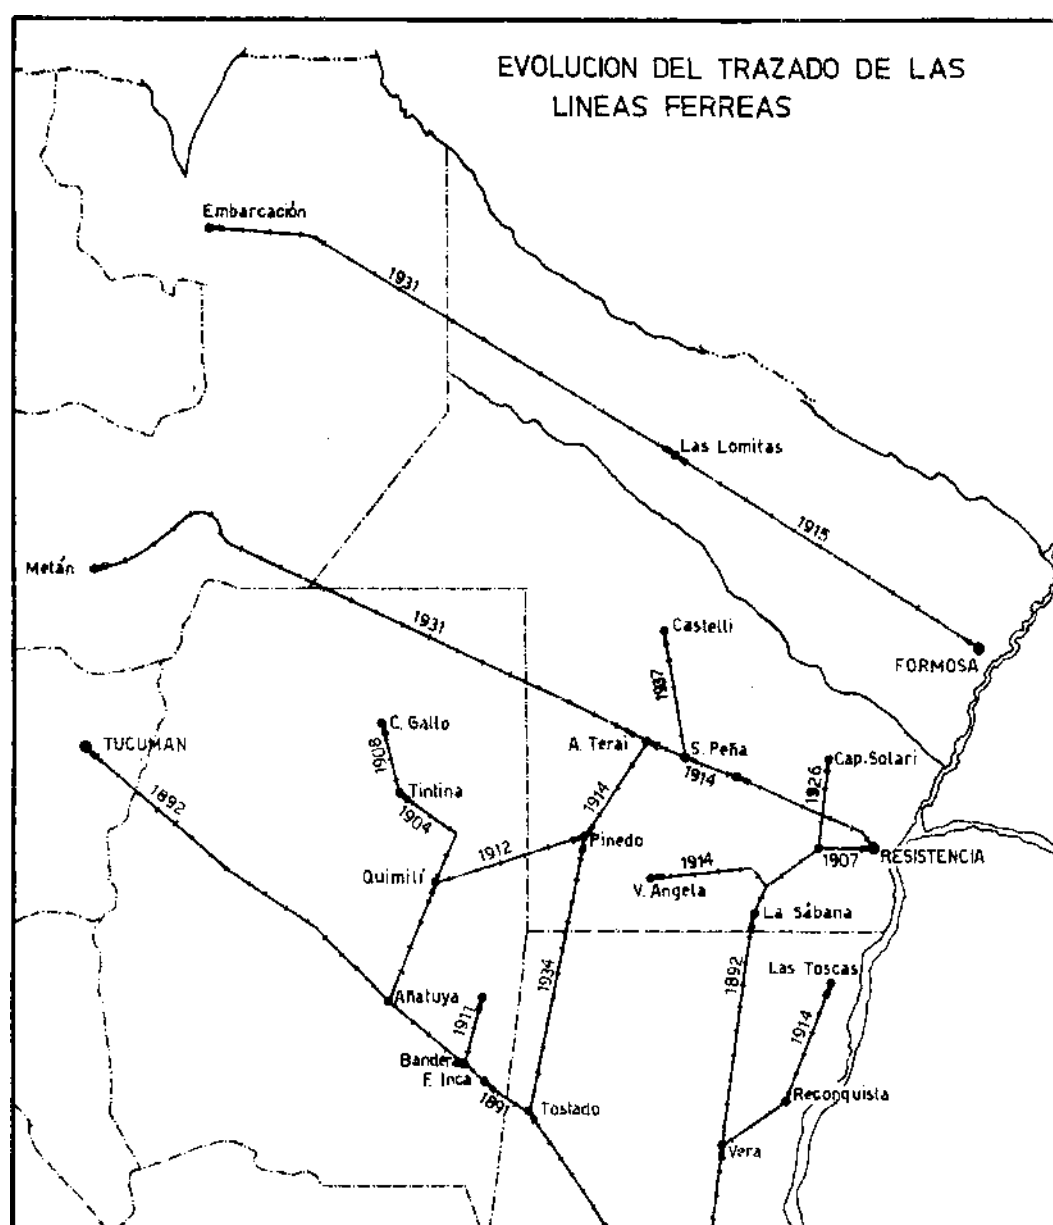 EVOLUCION DEL TRAZADO DE LAS
LINEAS FERREAS
Embarcación
1931
Las Lomitas
1915
Metán
1931
Castelli
FORMOSA
1937
C. Gallo
TUCUMAN
A. Terai
S. Peña
Cap. Solari
1908
1914
1926
Tintina
1892
1904
1914
Pinedo
1912
1907
RESISTENCIA
Quimilí
1914
V. Angela
La Sábana
1934
1892
Las Toscas
Añatuya
1911
1914
Bandera
F. Inca
1891
Tostado
Reconquista
Vera